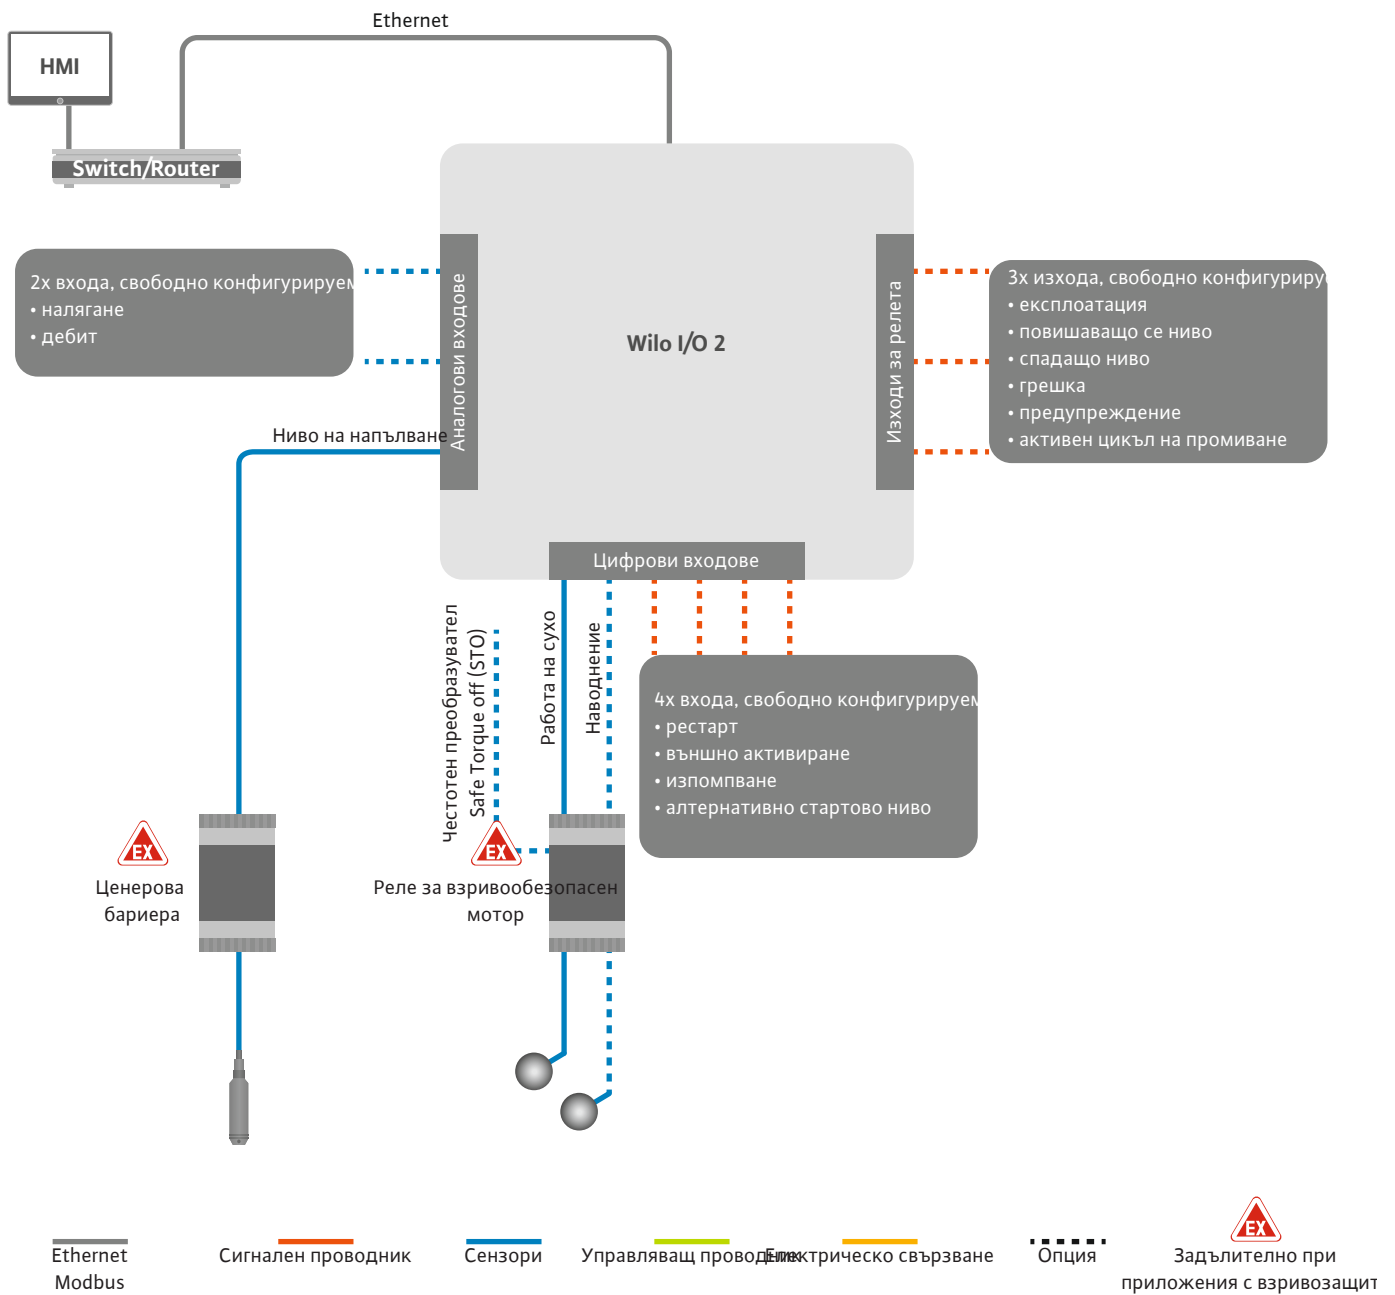 Ethernet
HMI
Switch/Router
2x входа, свободно конфигурируем
• налягане
• дебит
Аналогови входове
Wilo I/O 2
Изходи за релета
3x изхода, свободно конфигуриру
• експлоатация
• повишаващо се ниво
• спадащо ниво
• грешка
• предупреждение
• активен цикъл на промиване
Ниво на напълване
Цифрови входове
Честотен преобразувател
Safe Torque off (STO)
Работа на сухо
Наводнение
4x входа, свободно конфигурируем
• рестарт
• външно активиране
• изпомпване
• алтернативно стартово ниво
EX
Ценерова
бариера
EX
Реле за взривообезопасен
мотор
Ethernet
Modbus
Сигнален проводник
Сензори
Управляващ проводник
Електрическо свързване
Опция
EX
Задълително при
приложения с взривозащит